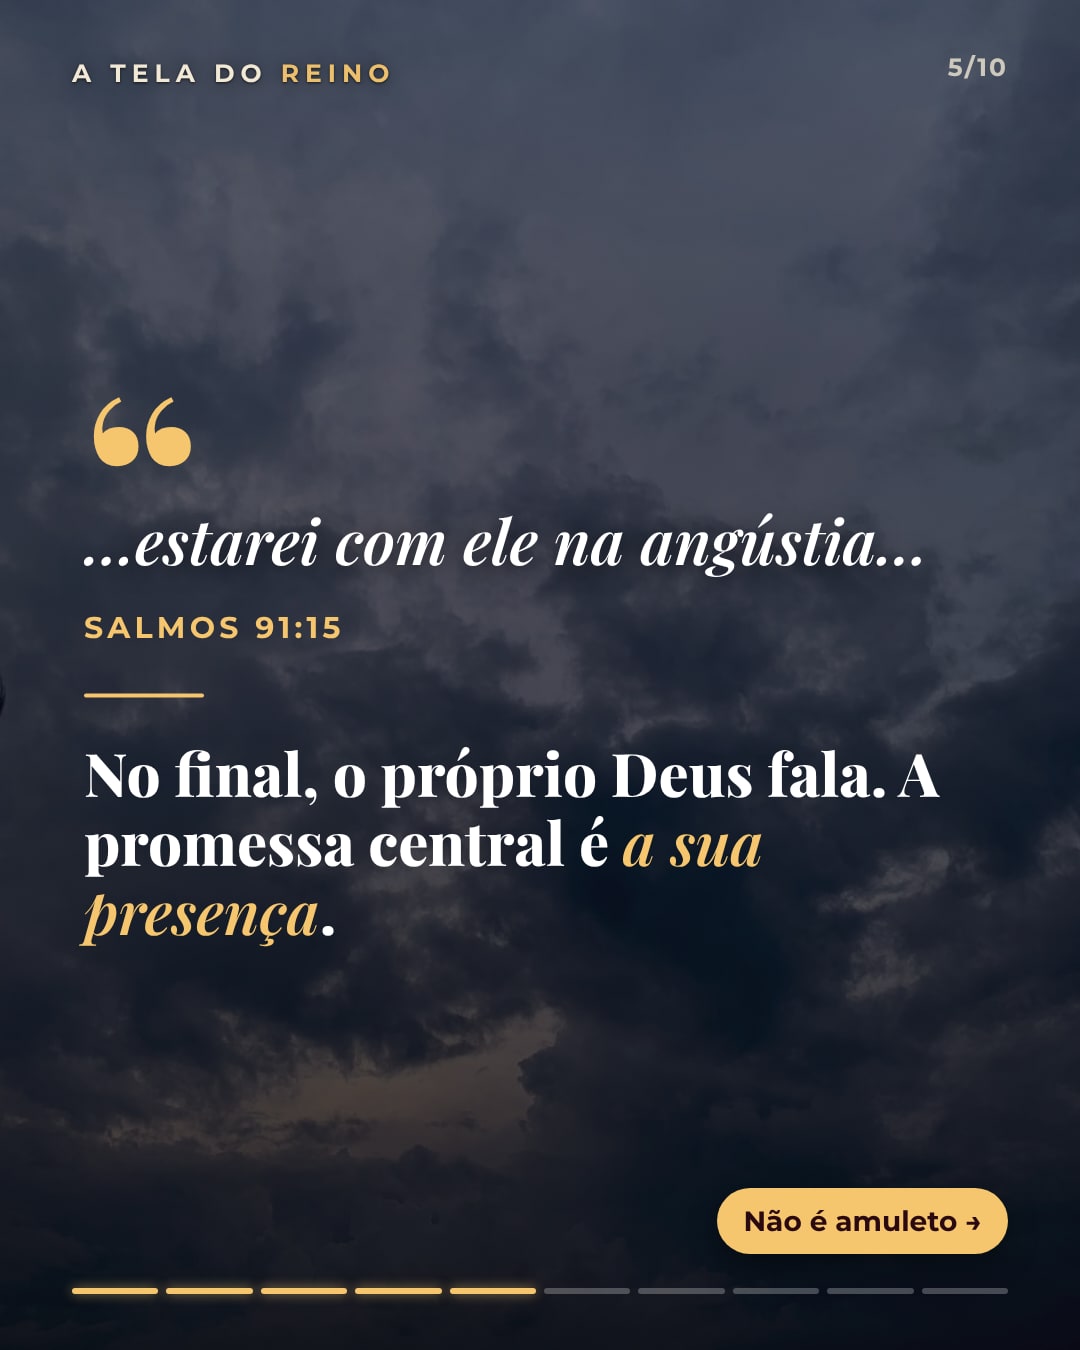 A TELA DO REINO
5/10
“
...estarei com ele na angústia...
SALMOS 91:15
No final, o próprio Deus fala. A
promessa central é a sua
presença.
Não é amuleto →